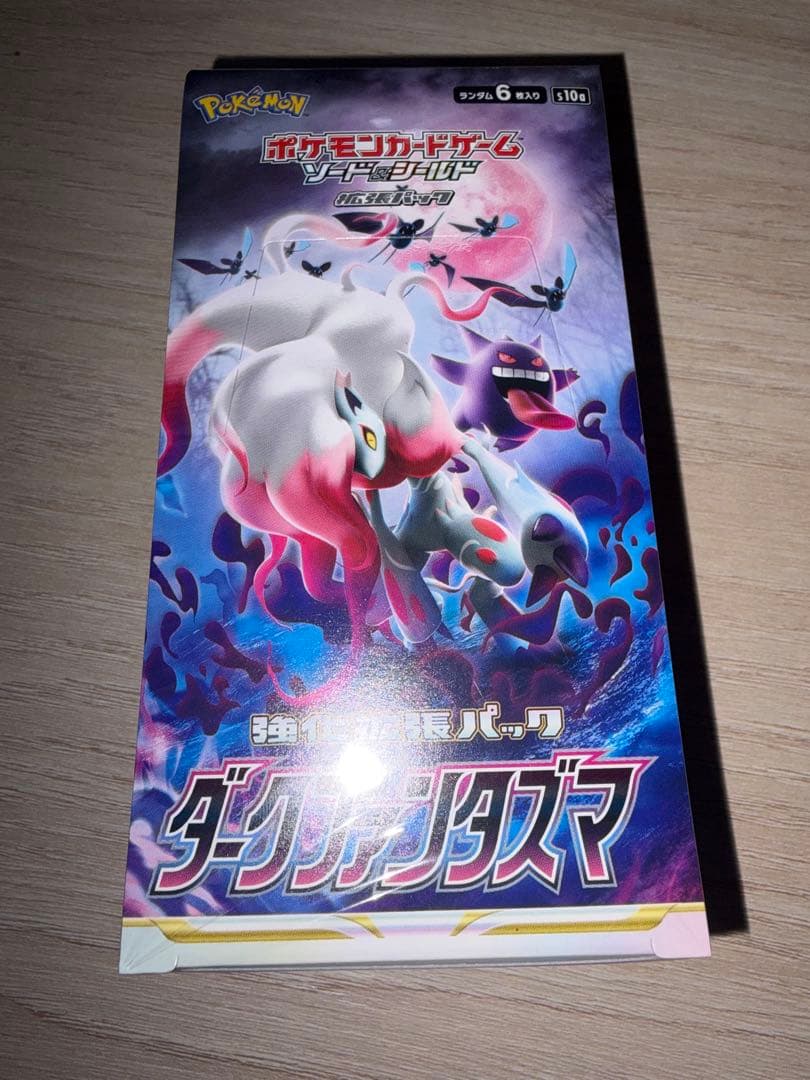 POKéMON
ランダム6枚入り s10a
ポケモンカードゲーム
ソード&シールド
拡張パック
強化拡張パック
ダークファンタズマ